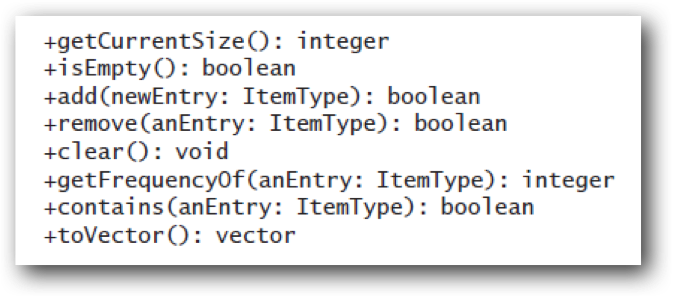 +getCurrentSize(): integer
+isEmpty(): boolean
+add(newEntry: ItemType): boolean
+remove(anEntry: ItemType): boolean
+clear(): void
+getFrequencyOf(anEntry: ItemType): integer
+contains(anEntry: ItemType): boolean
+toVector(): vector